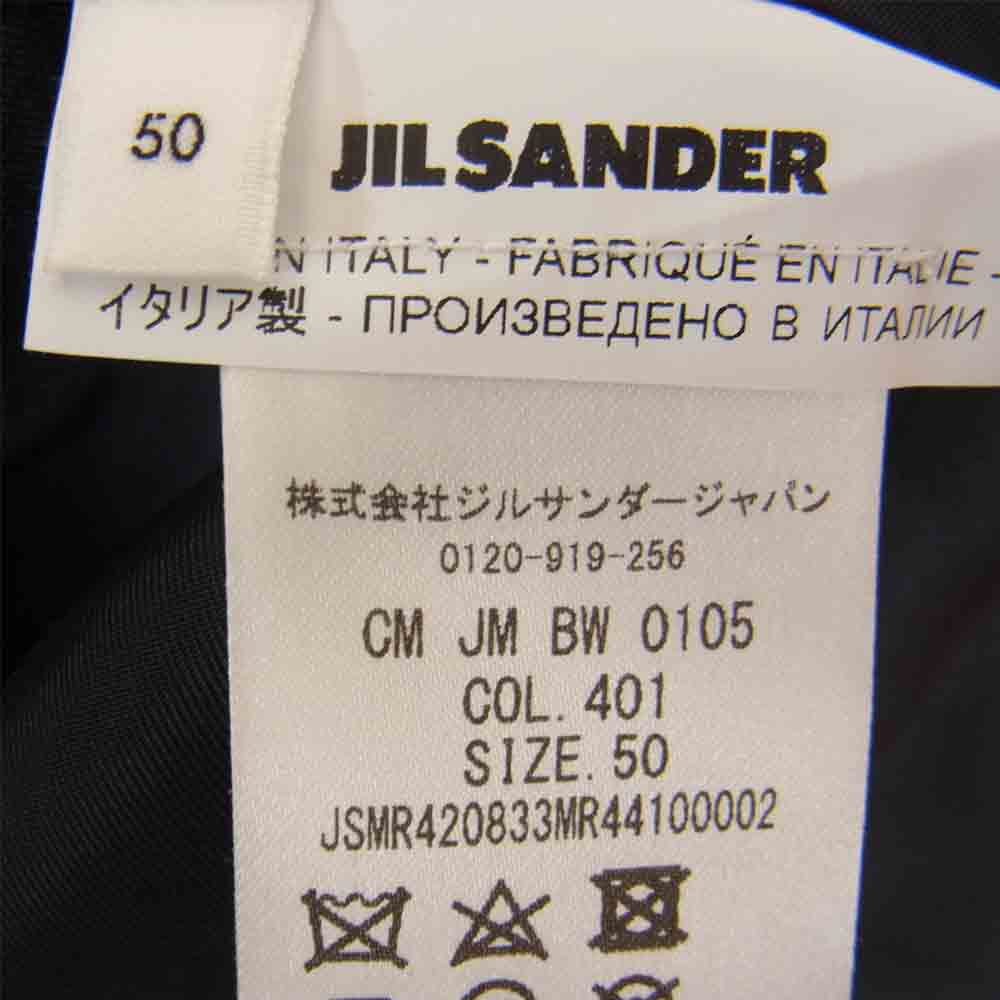 50
JIL SANDER
N ITALY - FABRIQUÉ EN ITALIE -
イタリア製 - ПРОИЗВЕДЕНО В ИТАЛИИ
株式会社ジルサンダージャパン
0120-919-256
CM JM BW 0105
COL. 401
SIZE. 50
JSMR420833MR44100002